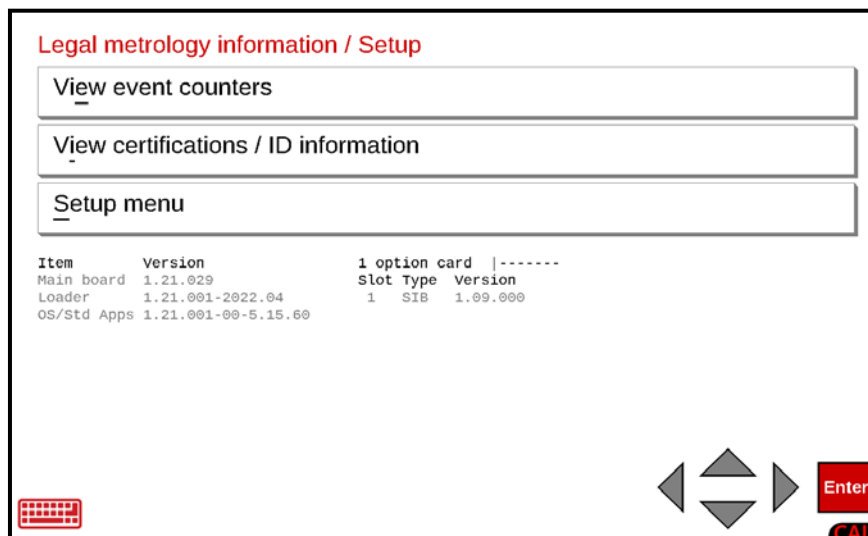 Legal metrology information / Setup
View event counters
View certifications / ID information
Setup menu
Item Version
Main board 1.21.029
Loader 1.21.001-2022.04
OS/Std Apps 1.21.001-00-5.15.60
1 option card |-------
Slot Type Version
1 SIB 1.09.000
Enter